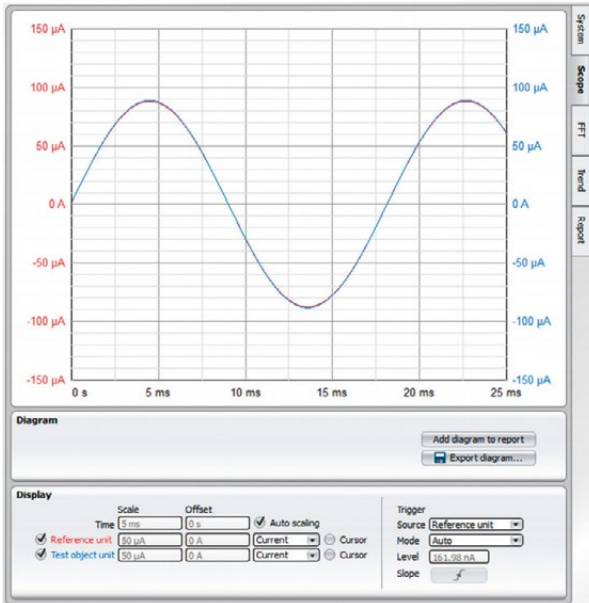 150 µA
100 µA
50 µA
0 A
-50 µA
-100 µA
-150 µA
150 µA
100 µA
50 µA
0 A
-50 µA
-100 µA
-150 µA
0 s 5 ms 10 ms 15 ms 20 ms 25 ms
System
Scope
FFT
Trend
Report
Diagram
Add diagram to report
Export diagram...
Display
Scale Offset
Time 5 ms 0 s Auto scaling
Reference unit 50 µA 0 A Current Cursor
Test object unit 50 µA 0 A Current Cursor
Trigger
Source Reference unit
Mode Auto
Level 161.98 nA
Slope